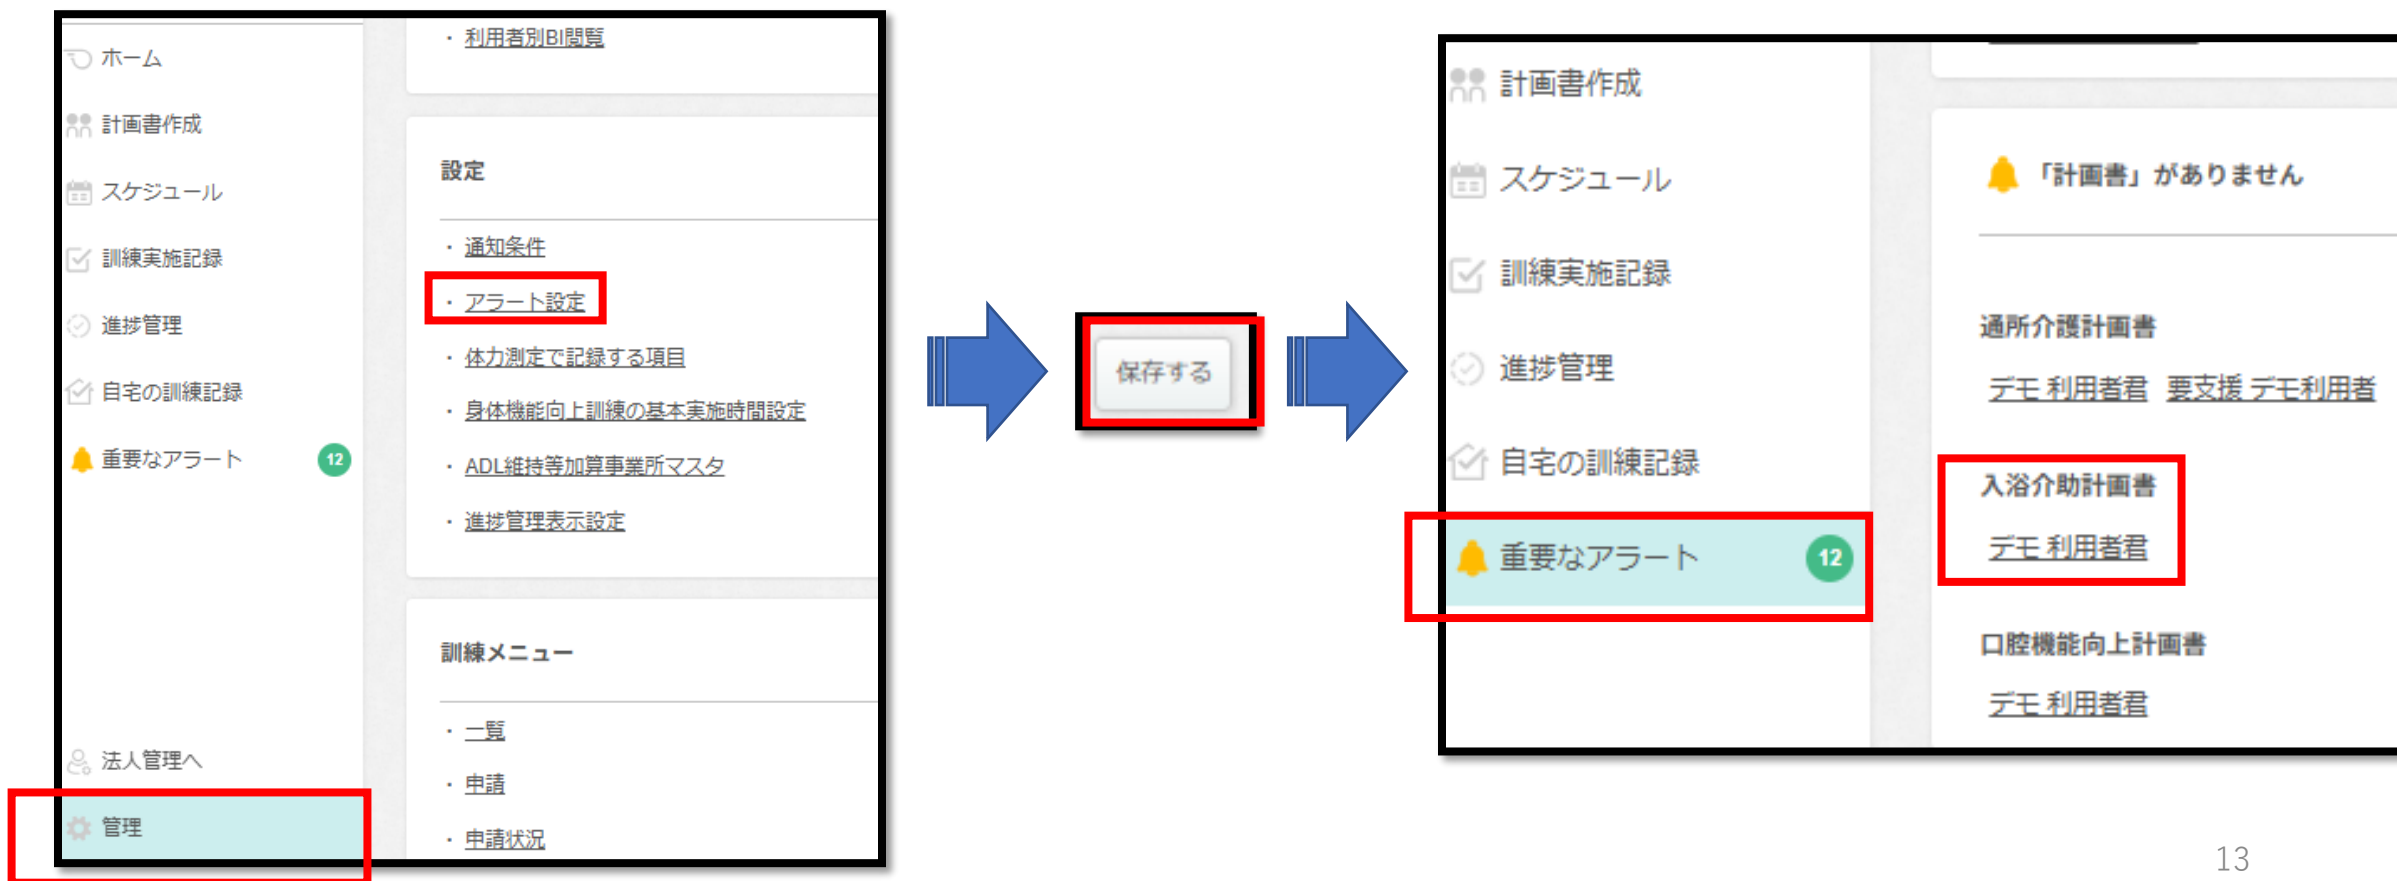 ホーム
計画書作成
スケジュール
訓練実施記録
進捗管理
自宅の訓練記録
重要なアラート 12
法人管理へ
管理
・ 利用者別BI閲覧
設定
・ 通知条件
・ アラート設定
・ 体力測定で記録する項目
・ 身体機能向上訓練の基本実施時間設定
・ ADL維持等加算事業所マスタ
・ 進捗管理表示設定
訓練メニュー
・ 一覧
・ 申請
・ 申請状況
保存する
計画書作成
スケジュール
訓練実施記録
進捗管理
自宅の訓練記録
重要なアラート 12
「計画書」がありません
通所介護計画書
デモ 利用者君 要支援 デモ利用者
入浴介助計画書
デモ 利用者君
口腔機能向上計画書
デモ 利用者君
13